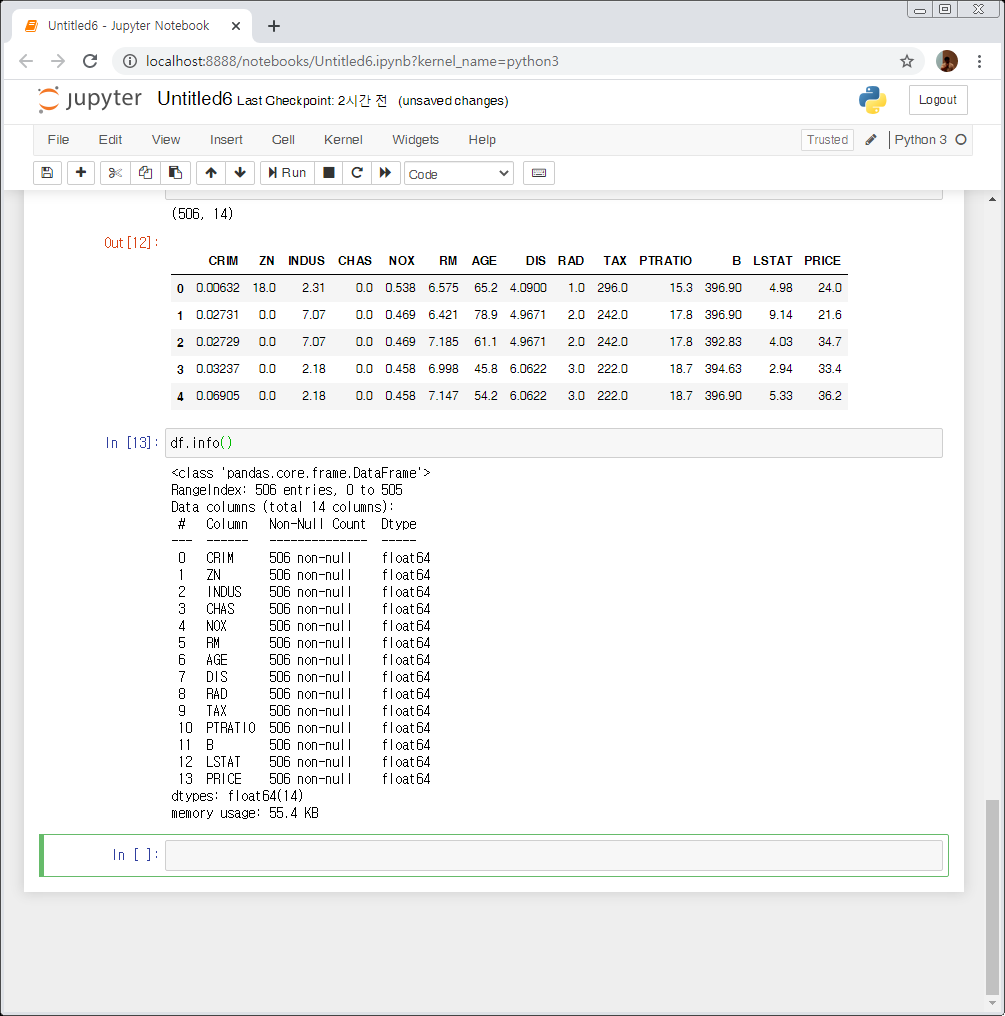 Untitled6 - Jupyter Notebook
localhost:8888/notebooks/Untitled6.ipynb?kernel_name=python3
jupyter Untitled6 Last Checkpoint: 2시간 전 (unsaved changes) Logout
File Edit View Insert Cell Kernel Widgets Help Trusted Python 3
Run Code
(506, 14)
Out[12]:
CRIM ZN INDUS CHAS NOX RM AGE DIS RAD TAX PTRATIO B LSTAT PRICE
0 0.00632 18.0 2.31 0.0 0.538 6.575 65.2 4.0900 1.0 296.0 15.3 396.90 4.98 24.0
1 0.02731 0.0 7.07 0.0 0.469 6.421 78.9 4.9671 2.0 242.0 17.8 396.90 9.14 21.6
2 0.02729 0.0 7.07 0.0 0.469 7.185 61.1 4.9671 2.0 242.0 17.8 392.83 4.03 34.7
3 0.03237 0.0 2.18 0.0 0.458 6.998 45.8 6.0622 3.0 222.0 18.7 394.63 2.94 33.4
4 0.06905 0.0 2.18 0.0 0.458 7.147 54.2 6.0622 3.0 222.0 18.7 396.90 5.33 36.2
In [13]: df.info()
<class 'pandas.core.frame.DataFrame'>
RangeIndex: 506 entries, 0 to 505
Data columns (total 14 columns):
# Column Non-Null Count Dtype
--- ------ -------------- -----
0 CRIM 506 non-null float64
1 ZN 506 non-null float64
2 INDUS 506 non-null float64
3 CHAS 506 non-null float64
4 NOX 506 non-null float64
5 RM 506 non-null float64
6 AGE 506 non-null float64
7 DIS 506 non-null float64
8 RAD 506 non-null float64
9 TAX 506 non-null float64
10 PTRATIO 506 non-null float64
11 B 506 non-null float64
12 LSTAT 506 non-null float64
13 PRICE 506 non-null float64
dtypes: float64(14)
memory usage: 55.4 KB
In [ ]: